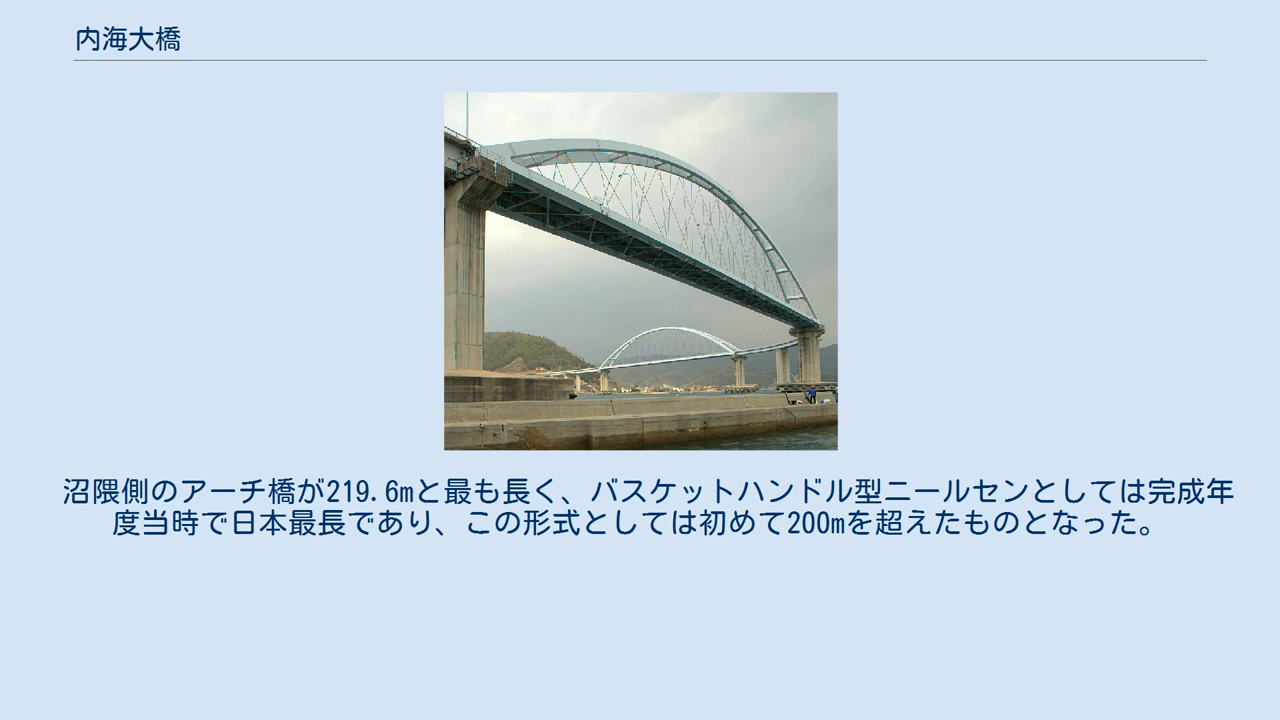 内海大橋
沼隈側のアーチ橋が219.6mと最も長く、バスケットハンドル型ニールセンとしては完成年
度当時で日本最長であり、この形式としては初めて200mを超えたものとなった。